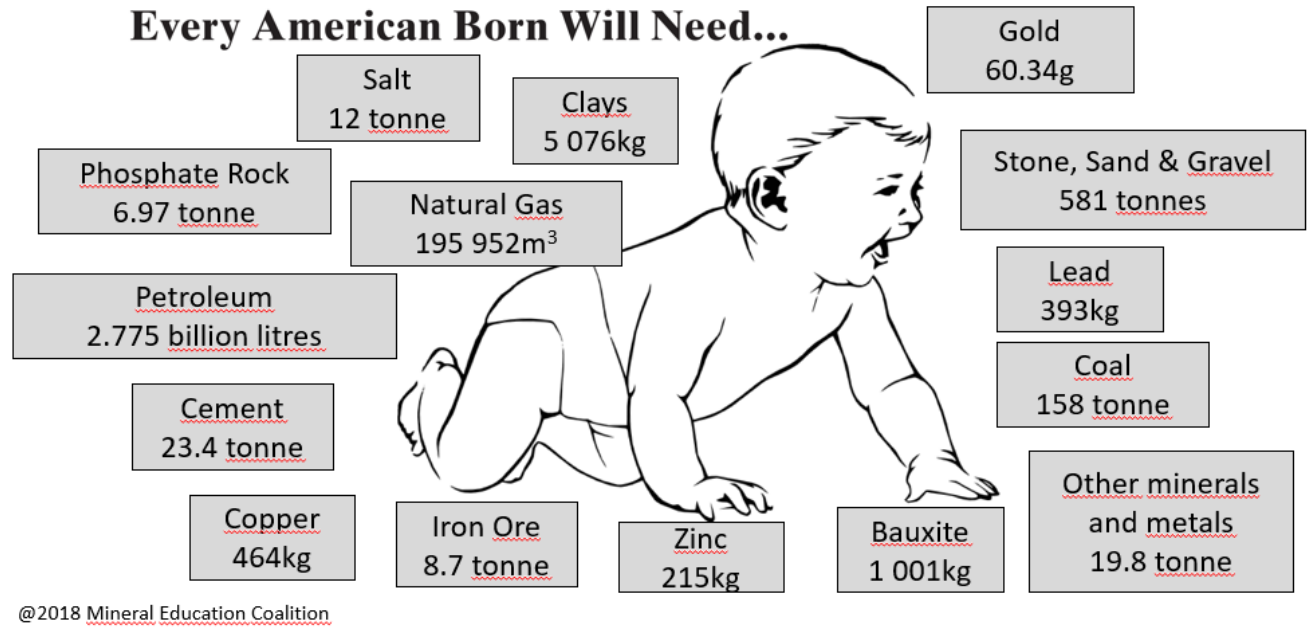 Every American Born Will Need...
Gold
60.34g
Salt
12 tonne
Clays
5 076kg
Stone, Sand & Gravel
581 tonnes
Phosphate Rock
6.97 tonne
Natural Gas
195 952m³
Lead
393kg
Petroleum
2.775 billion litres
Coal
158 tonne
Cement
23.4 tonne
Other minerals
and metals
19.8 tonne
Copper
464kg
Iron Ore
8.7 tonne
Zinc
215kg
Bauxite
1 001kg
@2018 Mineral Education Coalition